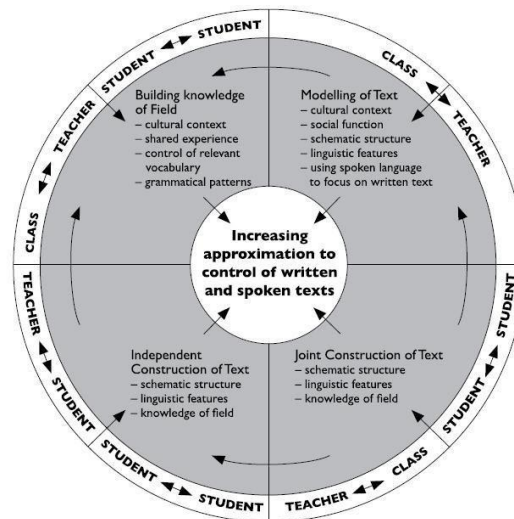 STUDENT
STUDENT
TEACHER
CLASS
CLASS
TEACHER
Building knowledge
of Field
– cultural context
– shared experience
– control of relevant
vocabulary
– grammatical patterns
Modelling of Text
– cultural context
– social function
– schematic structure
– linguistic features
– using spoken language
to focus on written text
Increasing
approximation to
control of written
and spoken texts
Independent
Construction of Text
– schematic structure
– linguistic features
– knowledge of field
Joint Construction of Text
– schematic structure
– linguistic features
– knowledge of field
TEACHER
STUDENT
STUDENT
STUDENT
TEACHER
CLASS
STUDENT
STUDENT